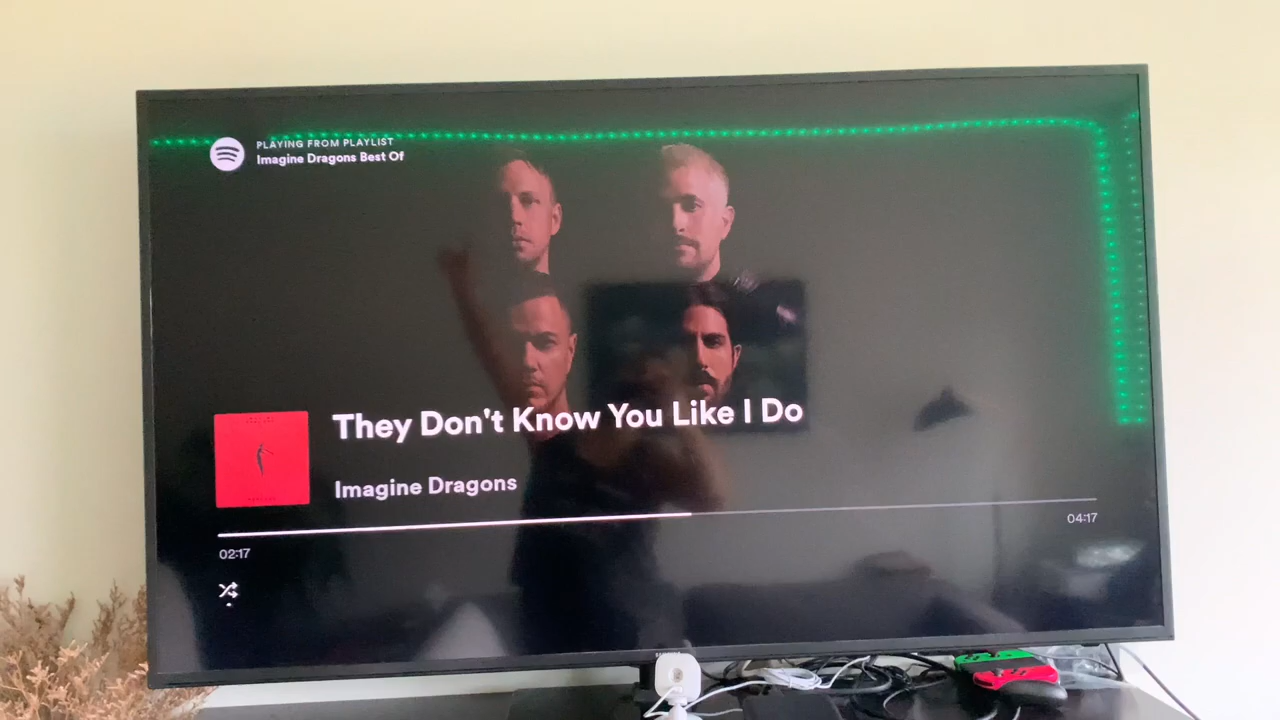 PLAYING FROM PLAYLIST
Imagine Dragons Best Of
They Don't Know You Like I Do
Imagine Dragons
02:17
04:17